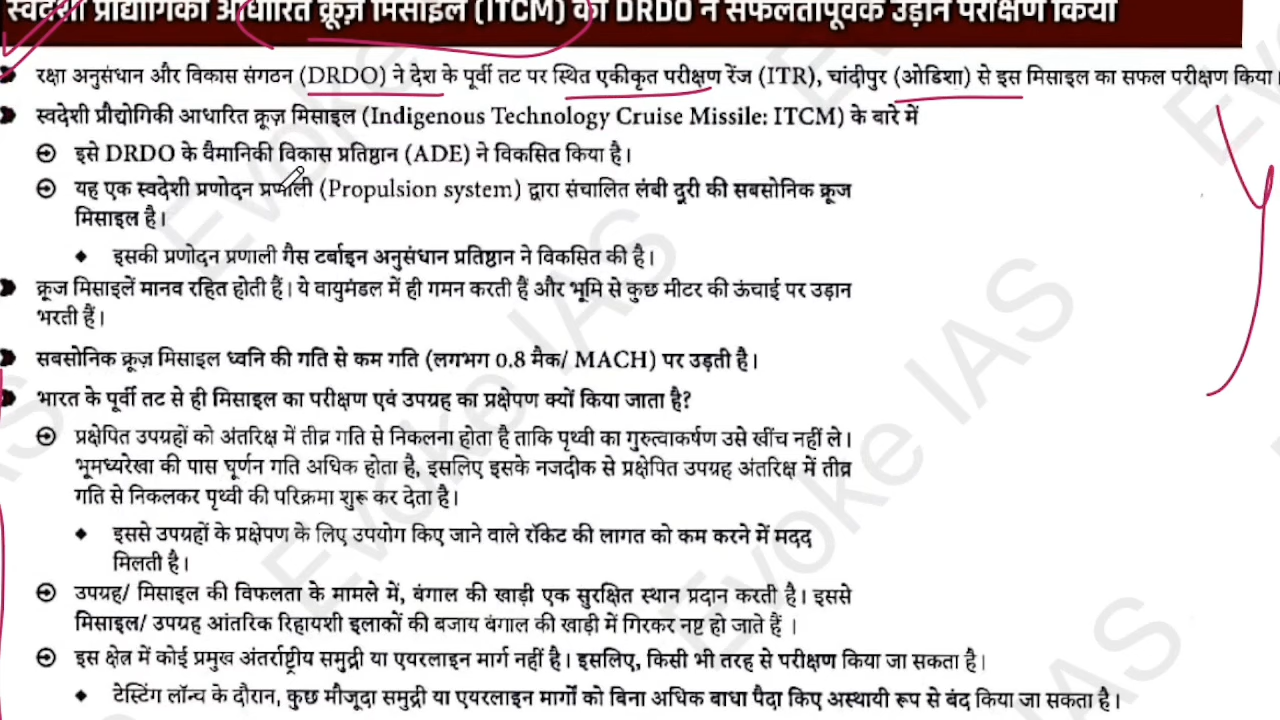 स्वदेशी प्रौद्योगिकी आधारित क्रूज़ मिसाइल (ITCM) का DRDO ने सफलतापूर्वक उड़ान परीक्षण किया
रक्षा अनुसंधान और विकास संगठन (DRDO) ने देश के पूर्वी तट पर स्थित एकीकृत परीक्षण रेंज (ITR), चांदीपुर (ओडिशा) से इस मिसाइल का सफल परीक्षण किया।
स्वदेशी प्रौद्योगिकी आधारित क्रूज़ मिसाइल (Indigenous Technology Cruise Missile: ITCM) के बारे में
इसे DRDO के वैमानिकी विकास प्रतिष्ठान (ADE) ने विकसित किया है।
यह एक स्वदेशी प्रणोदन प्रणाली (Propulsion system) द्वारा संचालित लंबी दूरी की सबसोनिक क्रूज
मिसाइल है।
इसकी प्रणोदन प्रणाली गैस टर्बाइन अनुसंधान प्रतिष्ठान ने विकसित की है।
क्रूज मिसाइलें मानव रहित होती हैं। ये वायुमंडल में ही गमन करती हैं और भूमि से कुछ मीटर की ऊंचाई पर उड़ान
भरती हैं।
सबसोनिक क्रूज़ मिसाइल ध्वनि की गति से कम गति (लगभग 0.8 मैक/ MACH) पर उड़ती है।
भारत के पूर्वी तट से ही मिसाइल का परीक्षण एवं उपग्रह का प्रक्षेपण क्यों किया जाता है?
प्रक्षेपित उपग्रहों को अंतरिक्ष में तीव्र गति से निकलना होता है ताकि पृथ्वी का गुरुत्वाकर्षण उसे खींच नहीं ले।
भूमध्यरेखा की पास घूर्णन गति अधिक होता है, इसलिए इसके नजदीक से प्रक्षेपित उपग्रह अंतरिक्ष में तीव्र
गति से निकलकर पृथ्वी की परिक्रमा शुरू कर देता है।
इससे उपग्रहों के प्रक्षेपण के लिए उपयोग किए जाने वाले रॉकेट की लागत को कम करने में मदद
मिलती है।
उपग्रह/ मिसाइल की विफलता के मामले में, बंगाल की खाड़ी एक सुरक्षित स्थान प्रदान करती है। इससे
मिसाइल/ उपग्रह आंतरिक रिहायशी इलाकों की बजाय बंगाल की खाड़ी में गिरकर नष्ट हो जाते हैं ।
इस क्षेत्र में कोई प्रमुख अंतर्राष्ट्रीय समुद्री या एयरलाइन मार्ग नहीं है। इसलिए, किसी भी तरह से परीक्षण किया जा सकता है।
टेस्टिंग लॉन्च के दौरान, कुछ मौजूदा समुद्री या एयरलाइन मार्गों को बिना अधिक बाधा पैदा किए अस्थायी रूप से बंद किया जा सकता है।
Evoke IAS
Evoke IAS
Evoke IAS